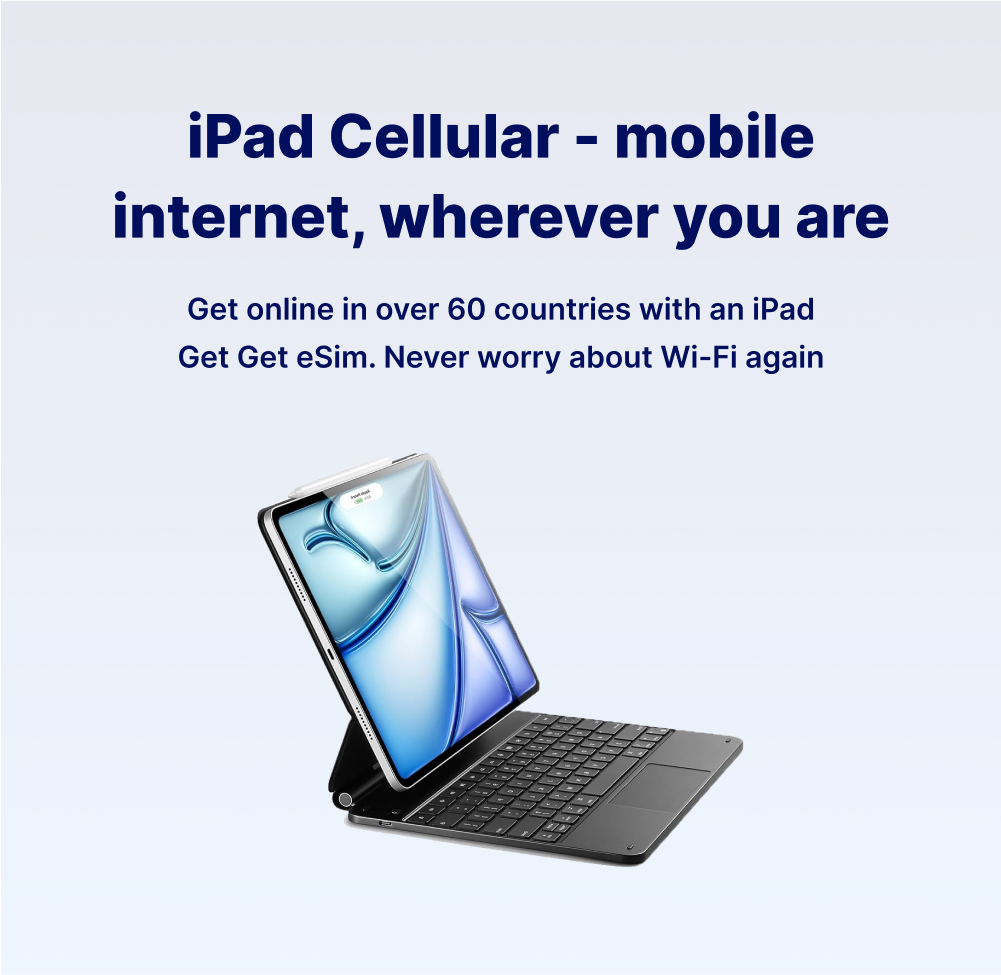 iPad Cellular - mobile
internet, wherever you are
Get online in over 60 countries with an iPad
Get Get eSim. Never worry about Wi-Fi again